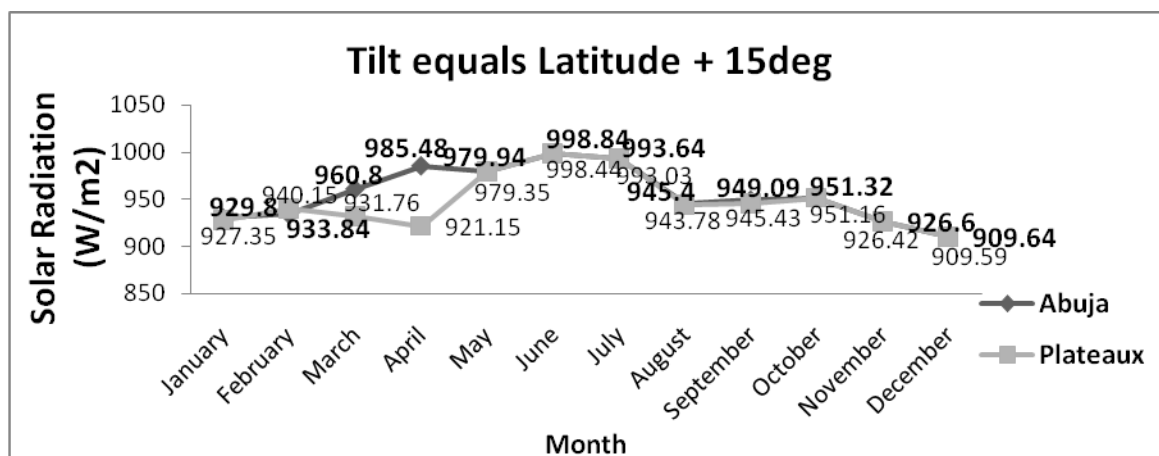 Tilt equals Latitude + 15deg
Solar Radiation
(W/m2)
1050
1000
950
900
850
929.8
933.84
960.8
985.48
979.94
998.84
993.64
945.4
949.09
951.32
926.6
909.64
927.35
940.15
931.76
921.15
979.35
998.44
993.03
943.78
945.43
951.16
926.42
909.59
January
February
March
April
May
June
July
August
September
October
November
December
Month
Abuja
Plateaux